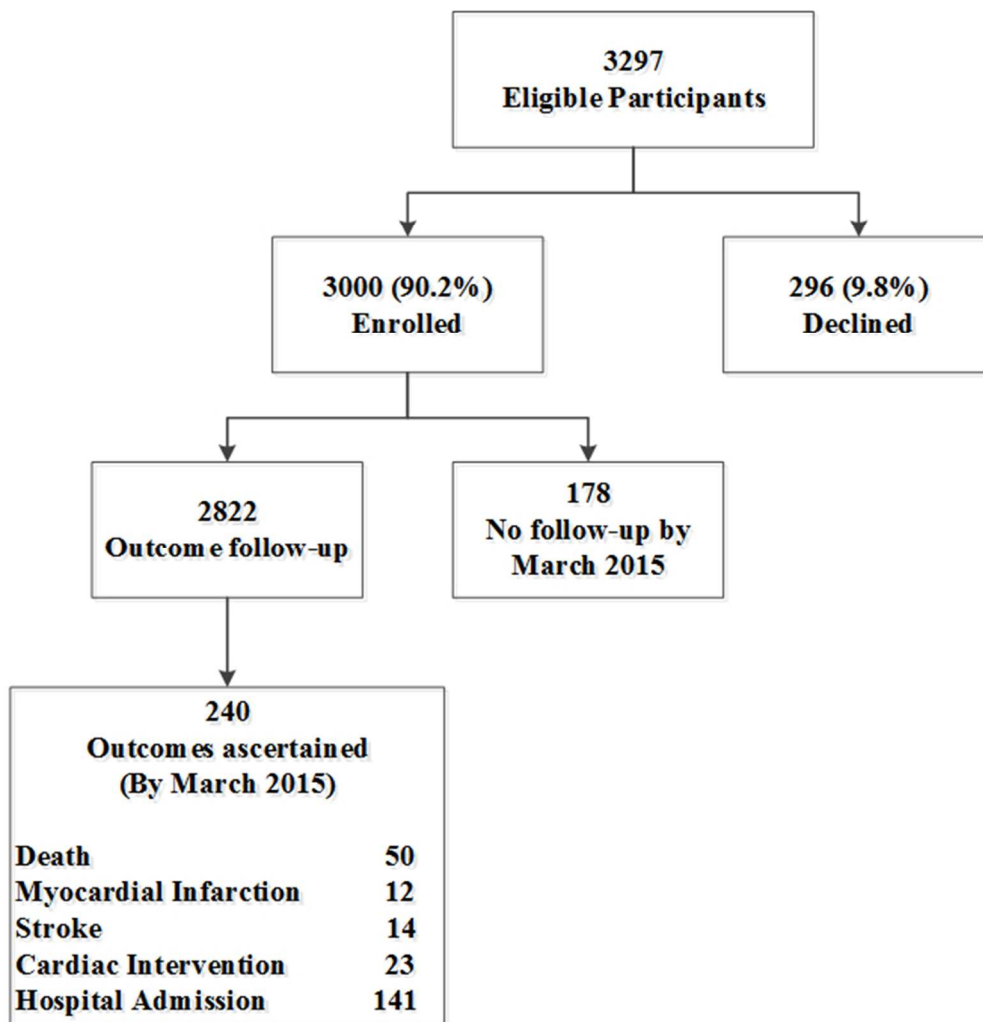 3297
Eligible Participants
3000 (90.2%)
Enrolled
296 (9.8%)
Declined
2822
Outcome follow-up
178
No follow-up by
March 2015
240
Outcomes ascertained
(By March 2015)
Death 50
Myocardial Infarction 12
Stroke 14
Cardiac Intervention 23
Hospital Admission 141